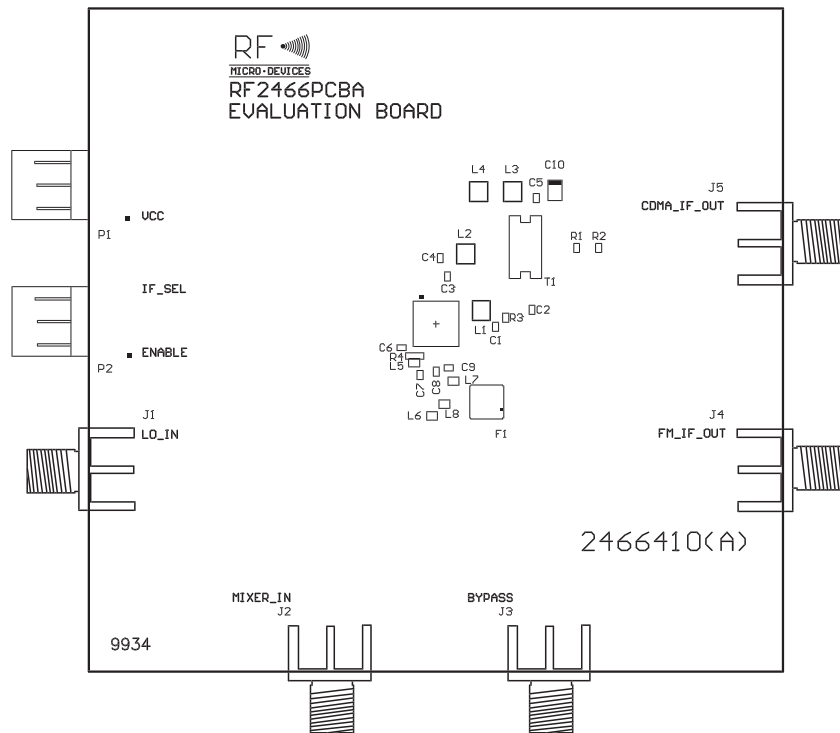 RF
MICRO·DEVICES
RF2466PCBA
EVALUATION BOARD
L4
L3
C10
C5
J5
CDMA_IF_OUT
VCC
P1
L2
R1
R2
C4
C3
T1
IF_SEL
L1
R3
C2
C1
ENABLE
P2
C6
R4
L5
C7
C8
C9
L7
L6
L8
F1
J1
LO_IN
J4
FM_IF_OUT
2466410(A)
MIXER_IN
J2
BYPASS
J3
9934